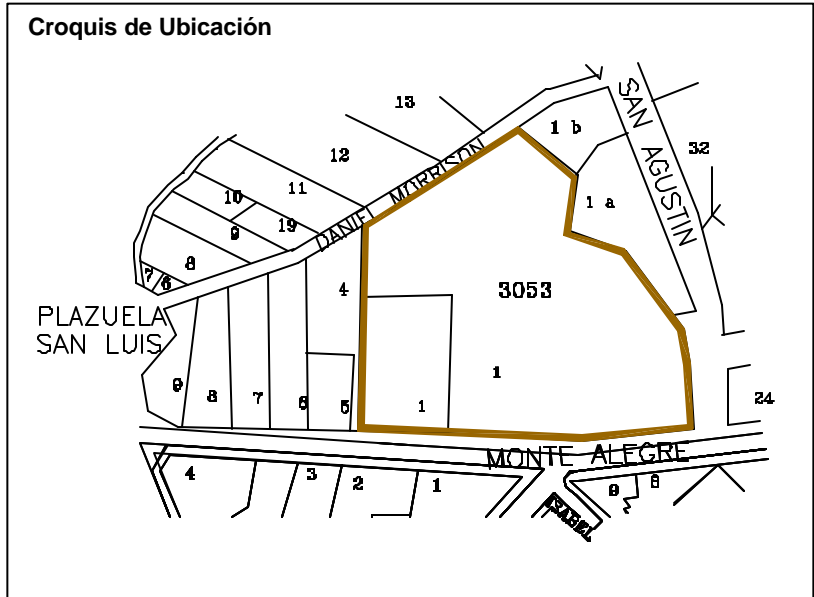 Croquis de Ubicación
13
1 b
SAN AGUSTIN
32
12
11
DANIEL MORRISON
10
19
1 a
9
8
7
6
4
3053
PLAZUELA
SAN LUIS
1
9
8
7
6
5
1
24
MONTE ALEGRE
4
3
2
1
9
8
ISABEL